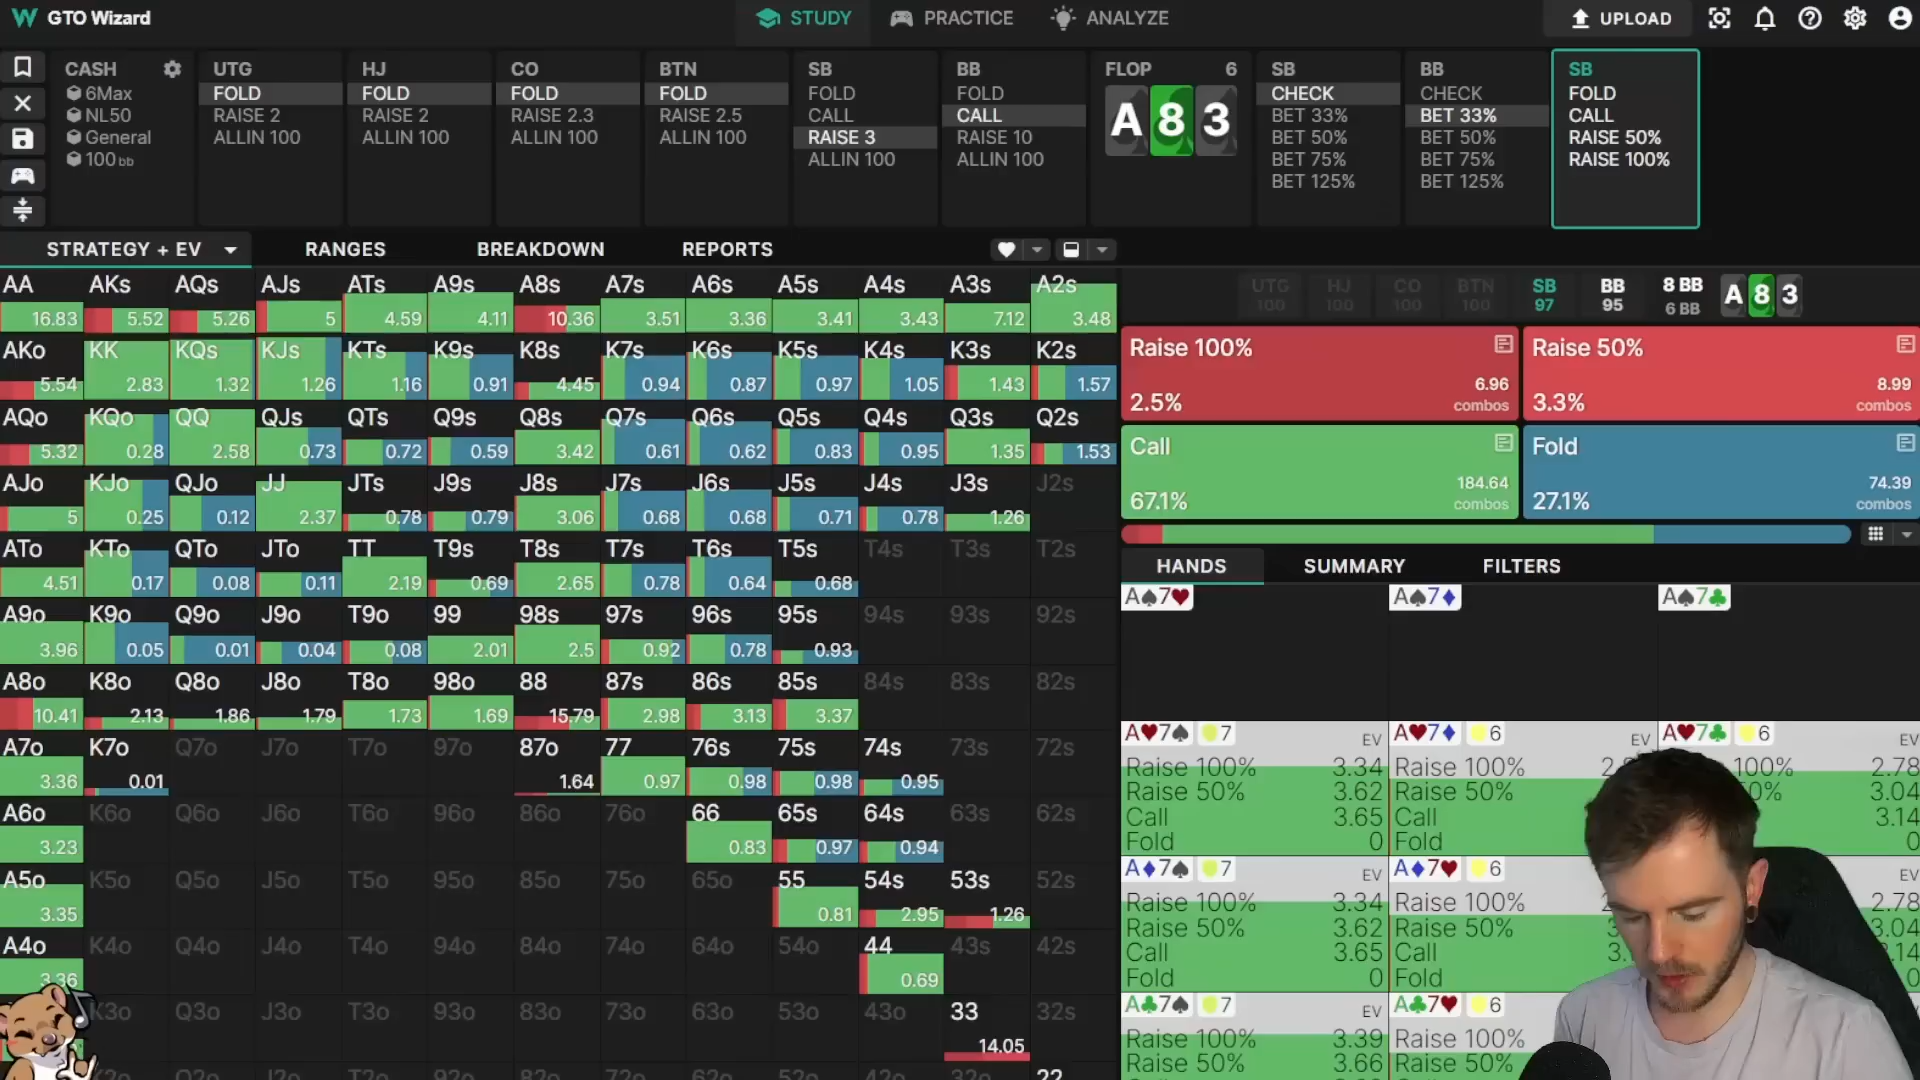 GTO Wizard
STUDY
PRACTICE
ANALYZE
UPLOAD
CASH
6Max
NL50
General
100bb
UTG
FOLD
RAISE 2
ALLIN 100
HJ
FOLD
RAISE 2
ALLIN 100
CO
FOLD
RAISE 2.3
ALLIN 100
BTN
FOLD
RAISE 2.5
ALLIN 100
SB
FOLD
CALL
RAISE 3
ALLIN 100
BB
FOLD
CALL
RAISE 10
ALLIN 100
FLOP 6
A 8 3
SB
CHECK
BET 33%
BET 50%
BET 75%
BET 125%
BB
CHECK
BET 33%
BET 50%
BET 75%
BET 125%
SB
FOLD
CALL
RAISE 50%
RAISE 100%
STRATEGY + EV RANGES BREAKDOWN REPORTS
AA AKs AQs AJs ATs A9s A8s A7s A6s A5s A4s A3s A2s
16.83 5.52 5.26 5 4.59 4.11 10.36 3.51 3.36 3.41 3.43 7.12 3.48
AKo KK KQs KJs KTs K9s K8s K7s K6s K5s K4s K3s K2s
5.54 2.83 1.32 1.26 1.16 0.91 4.45 0.94 0.87 0.97 1.05 1.43 1.57
AQo KQo QQ QJs QTs Q9s Q8s Q7s Q6s Q5s Q4s Q3s Q2s
5.32 0.28 2.58 0.73 0.72 0.59 3.42 0.61 0.62 0.83 0.95 1.35 1.53
AJo KJo QJo JJ JTs J9s J8s J7s J6s J5s J4s J3s J2s
5 0.25 0.12 2.37 0.78 0.79 3.06 0.68 0.68 0.71 0.78 1.26
ATo KTo QTo JTo TT T9s T8s T7s T6s T5s T4s T3s T2s
4.51 0.17 0.08 0.11 2.19 0.69 2.65 0.78 0.64 0.68
A9o K9o Q9o J9o T9o 99 98s 97s 96s 95s 94s 93s 92s
3.96 0.05 0.01 0.04 0.08 2.01 2.5 0.92 0.78 0.93
A8o K8o Q8o J8o T8o 98o 88 87s 86s 85s 84s 83s 82s
10.41 2.13 1.86 1.79 1.73 1.69 15.79 2.98 3.13 3.37
A7o K7o Q7o J7o T7o 97o 87o 77 76s 75s 74s 73s 72s
3.36 0.01 1.64 0.97 0.98 0.98 0.95
A6o K6o Q6o J6o T6o 96o 86o 76o 66 65s 64s 63s 62s
3.23 0.83 0.97 0.94
A5o K5o Q5o J5o T5o 95o 85o 75o 65o 55 54s 53s 52s
3.35 0.81 2.95 1.26
A4o K4o Q4o J4o T4o 94o 84o 74o 64o 54o 44 43s 42s
3.36 0.69
K3o Q3o J3o T3o 93o 83o 73o 63o 53o 43o 33 32s
14.05
K2o Q2o J2o T2o 92o 82o 72o 62o 52o 42o 32o 22
UTG HJ CO BTN SB BB 8 BB A 8 3
100 100 100 100 97 95 6 BB
Raise 100%
6.96
2.5% combos
Raise 50%
8.99
3.3% combos
Call
184.64
67.1% combos
Fold
74.39
27.1% combos
HANDS SUMMARY FILTERS
A♠7♥ A♠7♦ A♠7♣
A♥7♠ 7 EV A♥7♦ 6 EV A♥7♣ 6 EV
Raise 100% 3.34 Raise 100% 100% 2.78
Raise 50% 3.62 Raise 50% 0% 3.04
Call 3.65 Call 3.14
Fold 0 Fold 0
A♦7♠ 7 EV A♦7♥ 6 EV
Raise 100% 3.34 Raise 100% 2.78
Raise 50% 3.62 Raise 50% 3.04
Call 3.65 Call .14
Fold 0 Fold 0
A♣7♠ 7 EV A♣7♥ 6 EV
Raise 100% 3.39 Raise 100%
Raise 50% 3.66 Raise 50%